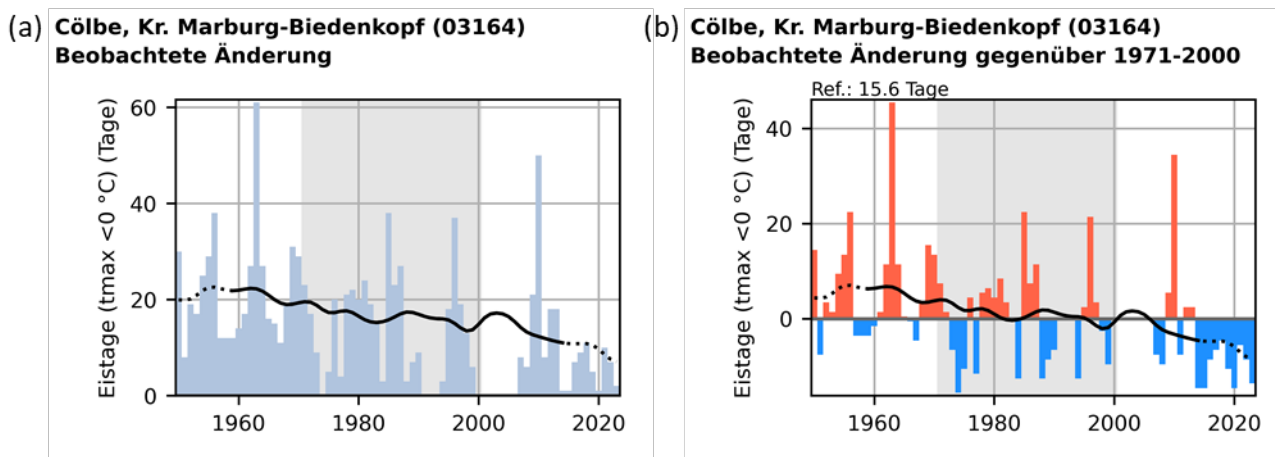 (a) Cölbe, Kr. Marburg-Biedenkopf (03164)
Beobachtete Änderung
Eistage (tmax <0 °C) (Tage)
60
40
20
0
1960
1980
2000
2020
(b) Cölbe, Kr. Marburg-Biedenkopf (03164)
Beobachtete Änderung gegenüber 1971-2000
Ref.: 15.6 Tage
Eistage (tmax <0 °C) (Tage)
40
20
0
1960
1980
2000
2020